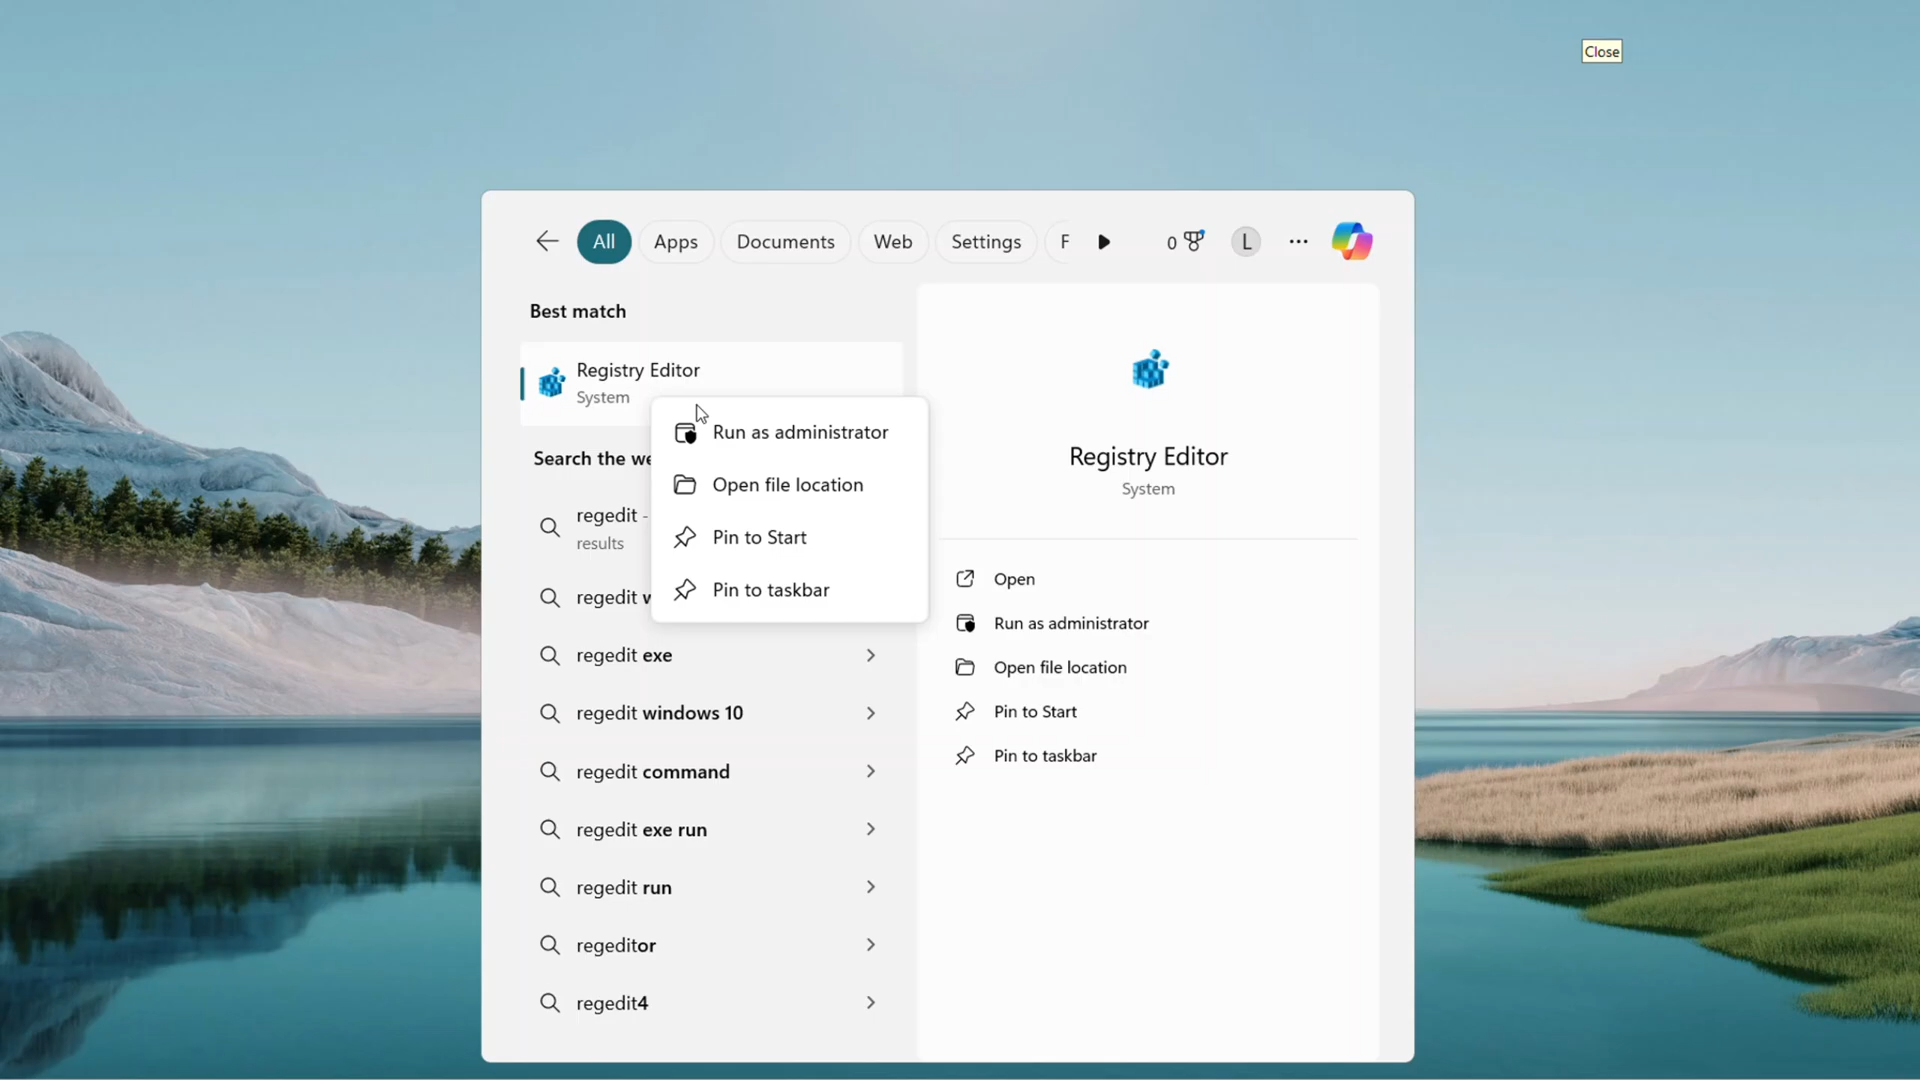 Close
All
Apps
Documents
Web
Settings
F
0
L
Best match
Registry Editor
System
Run as administrator
Open file location
Pin to Start
Pin to taskbar
Search the we
regedit -
results
regedit w
regedit exe
regedit windows 10
regedit command
regedit exe run
regedit run
regeditor
regedit4
Registry Editor
System
Open
Run as administrator
Open file location
Pin to Start
Pin to taskbar